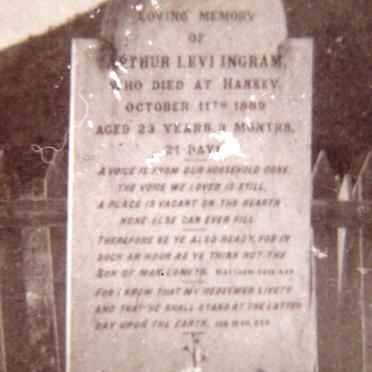 LOVING MEMORY
OF
ARTHUR LEVI INGRAM,
WHO DIED AT HANKEY,
OCTOBER 11TH 1889
AGED 23 YEARS, 3 MONTHS,
21 DAYS
A VOICE IS FROM OUR HOUSEHOLD GONE,
THE VOICE WE LOVED IS STILL,
A PLACE IS VACANT ON THE HEARTH
NONE ELSE CAN EVER FILL.
THEREFORE BE YE ALSO READY, FOR IN
SUCH AN HOUR AS YE THINK NOT THE
SON OF MAN COMETH. MATTHEW
FOR I KNOW THAT MY REDEEMER LIVETH
AND THAT HE SHALL STAND AT THE LATTER
DAY UPON THE EARTH. JOB